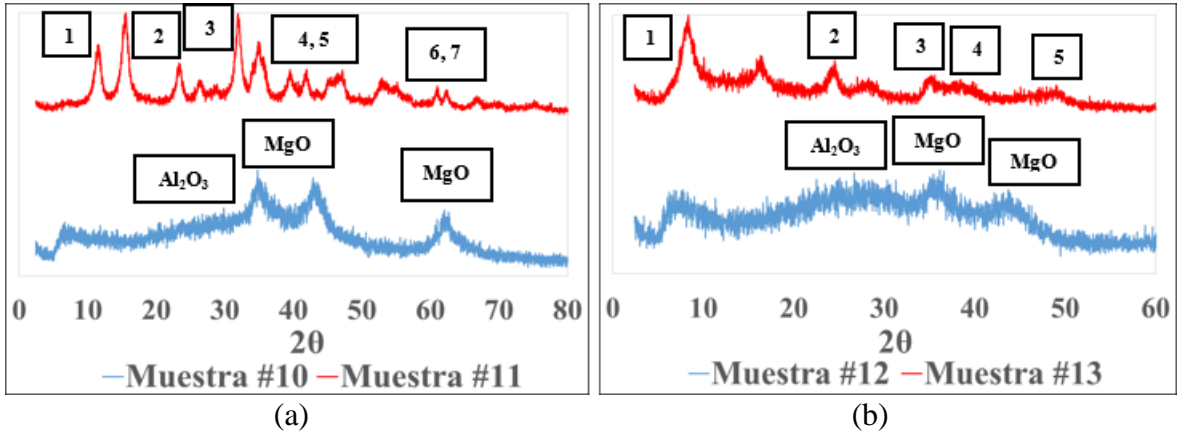 1
2
3
4, 5
6, 7
MgO
Al₂O₃
MgO
0 10 20 30 40 50 60 70 80
2θ
Muestra #10 Muestra #11
(a)
1
2
3
4
5
Al₂O₃
MgO
MgO
0 10 20 30 40 50 60
2θ
Muestra #12 Muestra #13
(b)